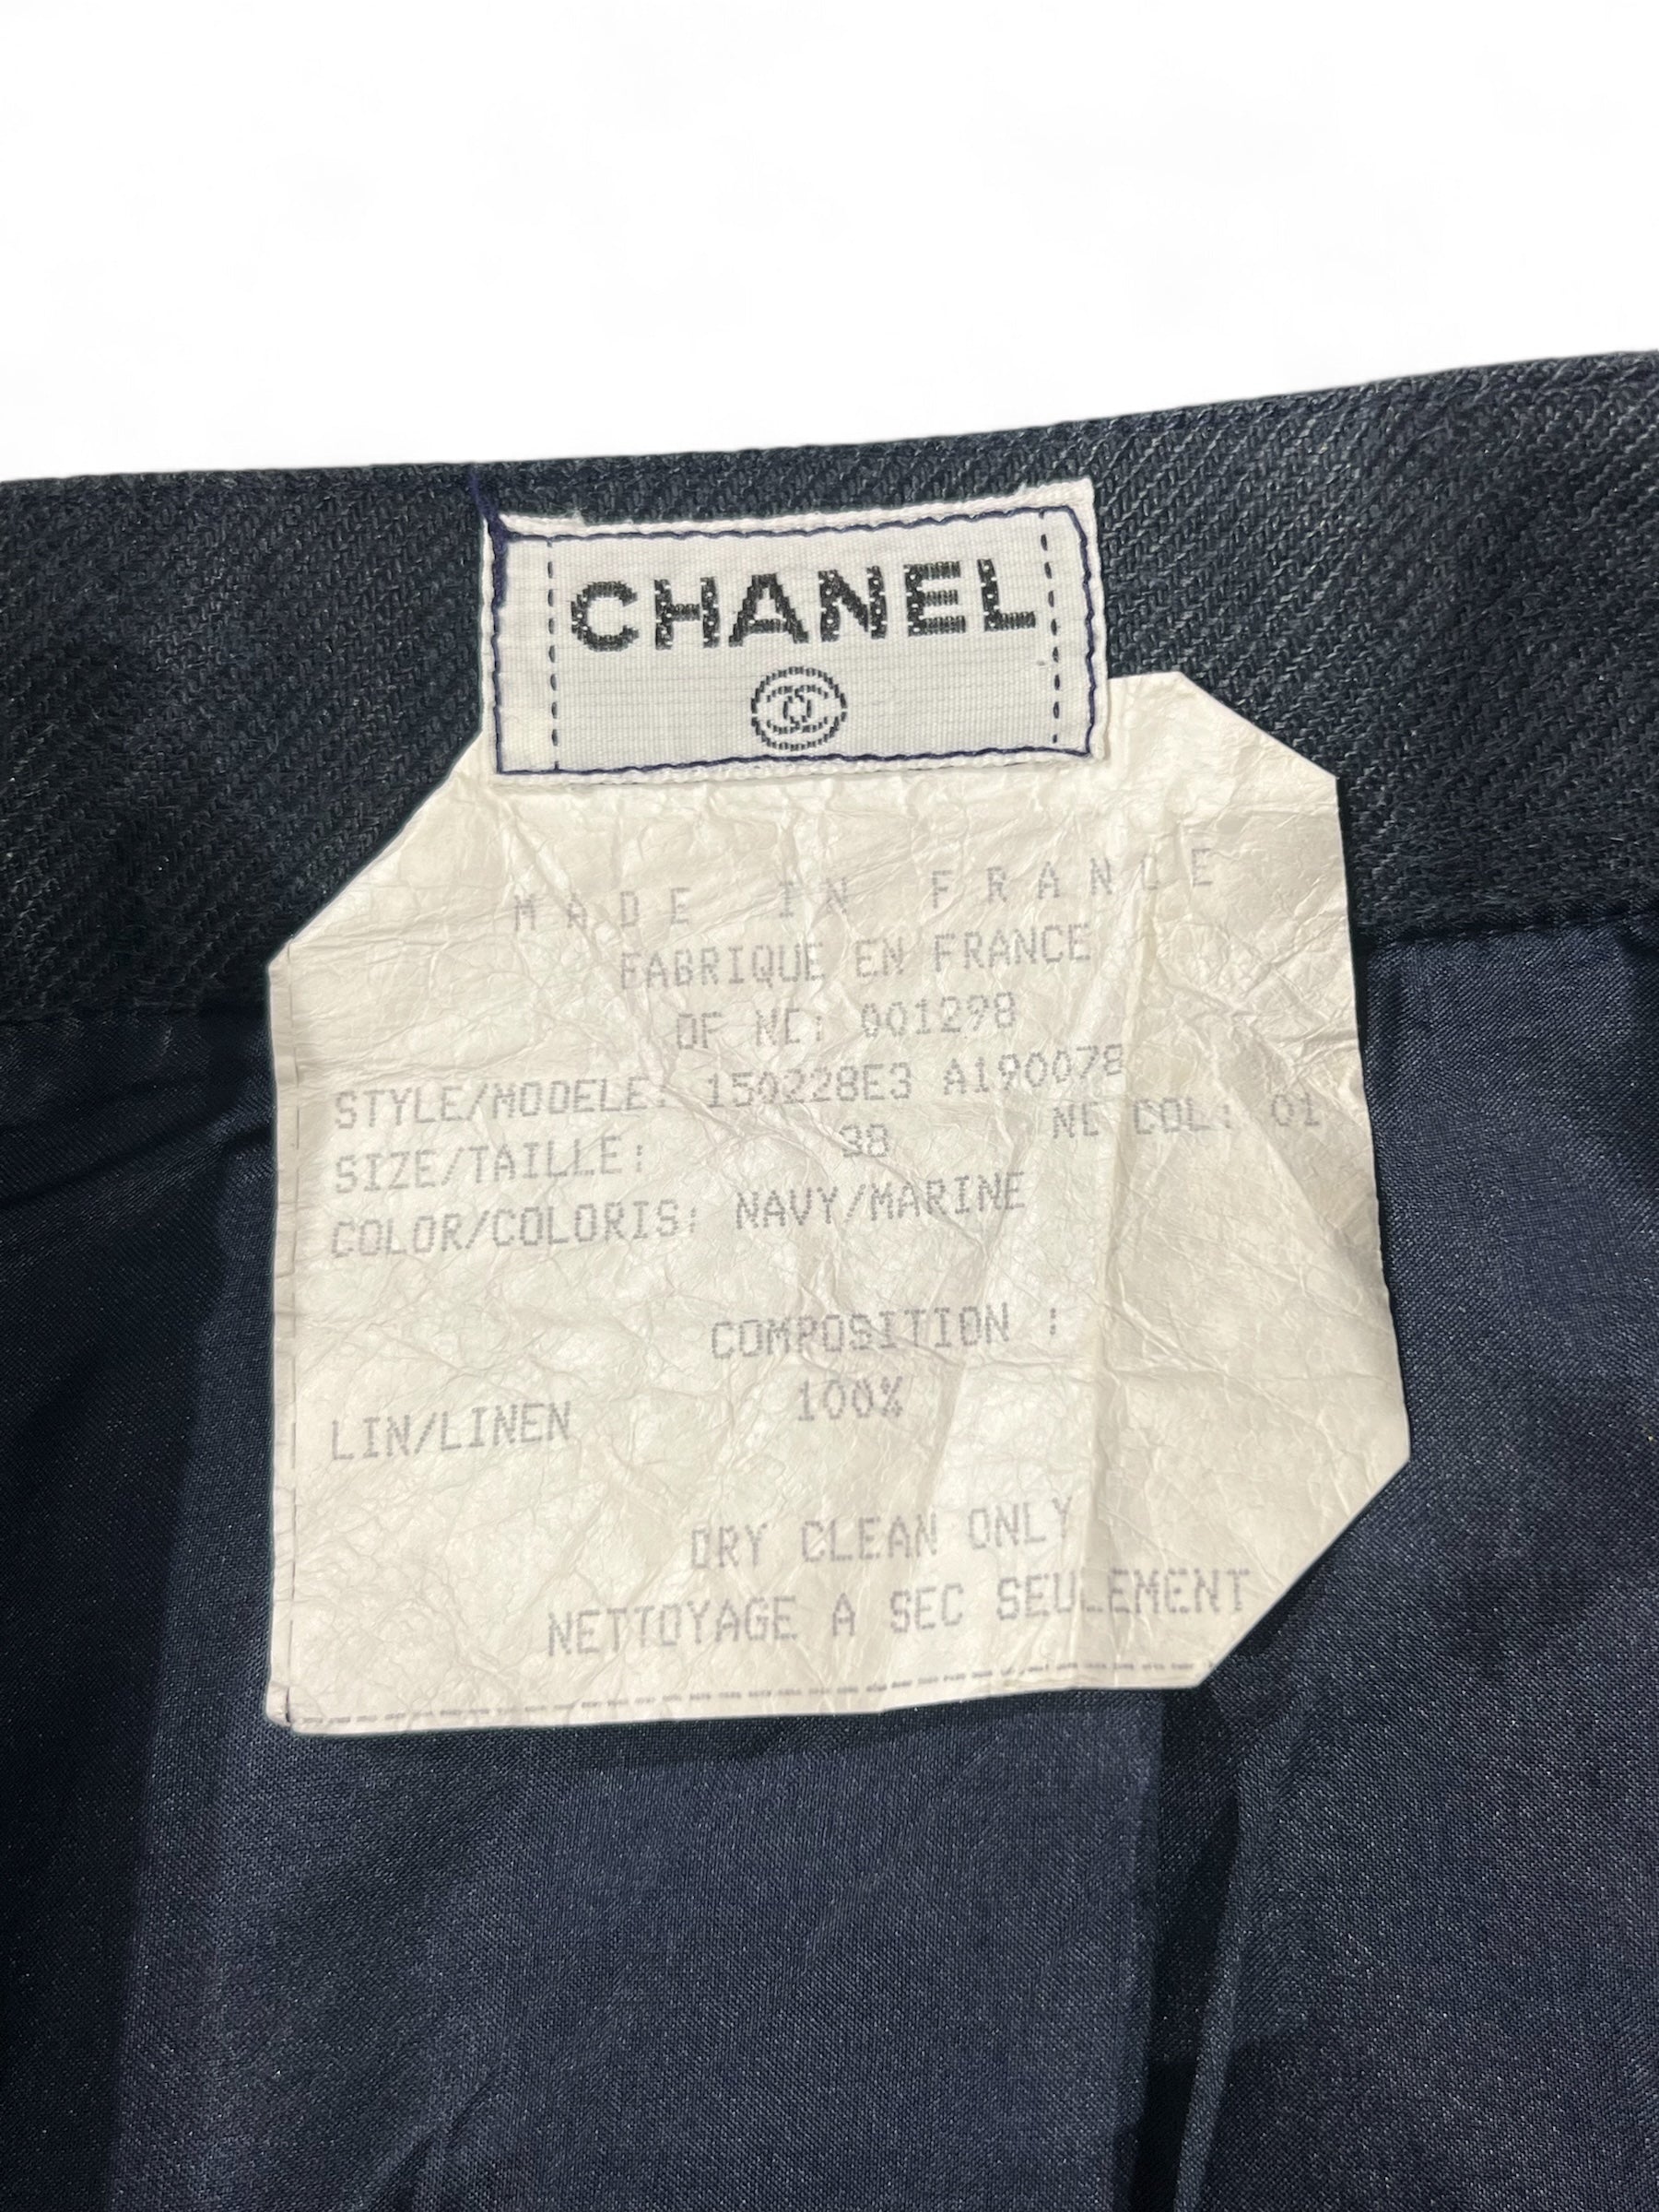 CHANEL
MADE IN FRANCE
FABRIQUE EN FRANCE
OF NC: 001298
STYLE/MODELE: 150228E3 A190078
SIZE/TAILLE: 38 NC COL: 01
COLOR/COLORIS: NAVY/MARINE
COMPOSITION :
LIN/LINEN 100%
DRY CLEAN ONLY
NETTOYAGE A SEC SEULEMENT